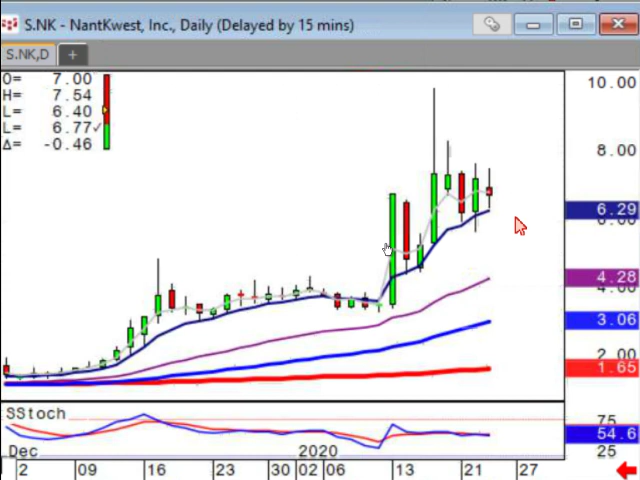 S.NK - NantKwest, Inc., Daily (Delayed by 15 mins)
S.NK,D
O= 7.00
H= 7.54
L= 6.40
L= 6.77✓
Δ= -0.46
10.00
8.00
6.29
4.28
3.06
2.00
1.65
SStoch
75
54.6
25
Dec 2020
2 09 16 23 30 02 06 13 21 27